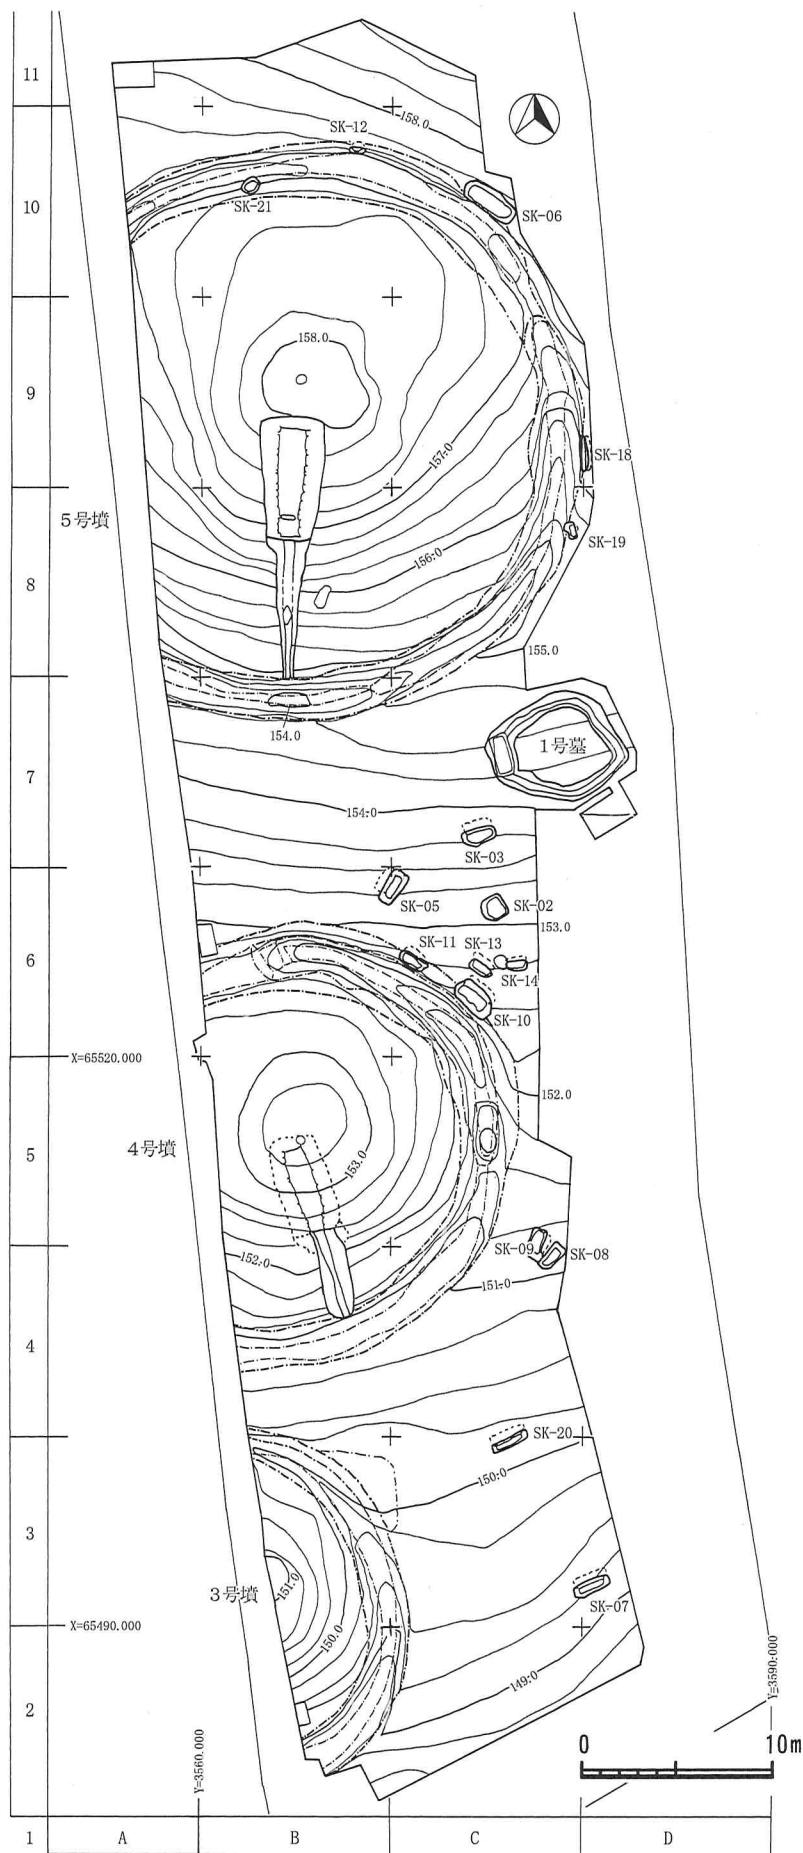 11
158.0
SK-12
10
SK-21
SK-06
158.0
9
157.0
SK-18
5号墳
SK-19
156.0
8
155.0
154.0
1号墓
7
154.0
SK-03
SK-05
SK-02
153.0
SK-11
SK-13
6
SK-14
SK-10
X=65520.000
152.0
4号墳
5
153.0
SK-09
SK-08
152.0
151.0
4
SK-20
150.0
3
151.0
3号墳
SK-07
X=65490.000
150.0
149.0
Y=3590.000
2
Y=3560.000
0 10m
1 A B C D